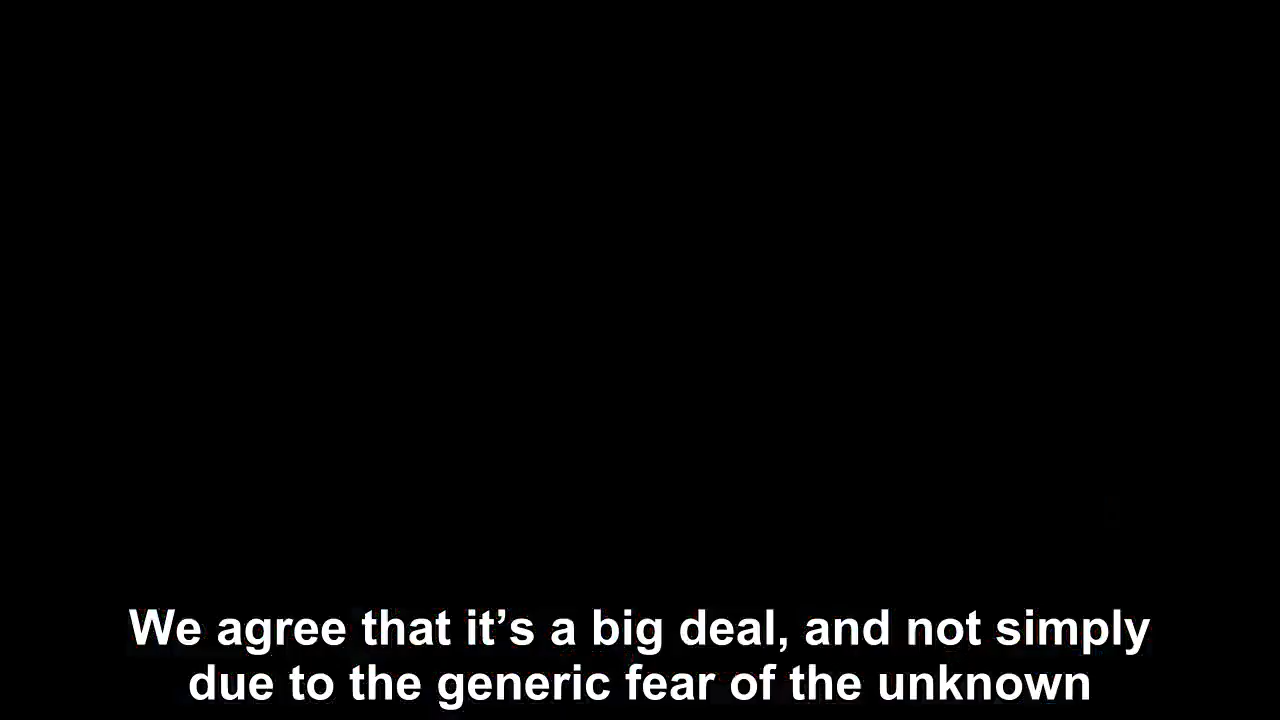 We agree that it’s a big deal, and not simply
due to the generic fear of the unknown